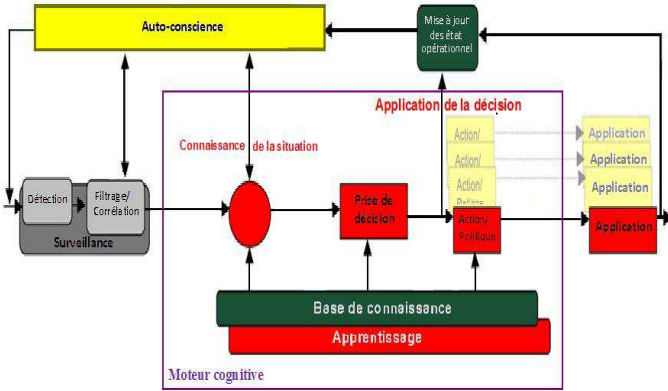 Auto-conscience
Mise à jour
des état
opérationnel
Application de la décision
Connaissance de la situation
Action/
Application
Action/
Application
Action/
Politique
Application
Détection
Filtrage/
Corrélation
Surveillance
Prise de
décision
Action/
Politique
Application
Base de connaissance
Apprentissage
Moteur cognitive